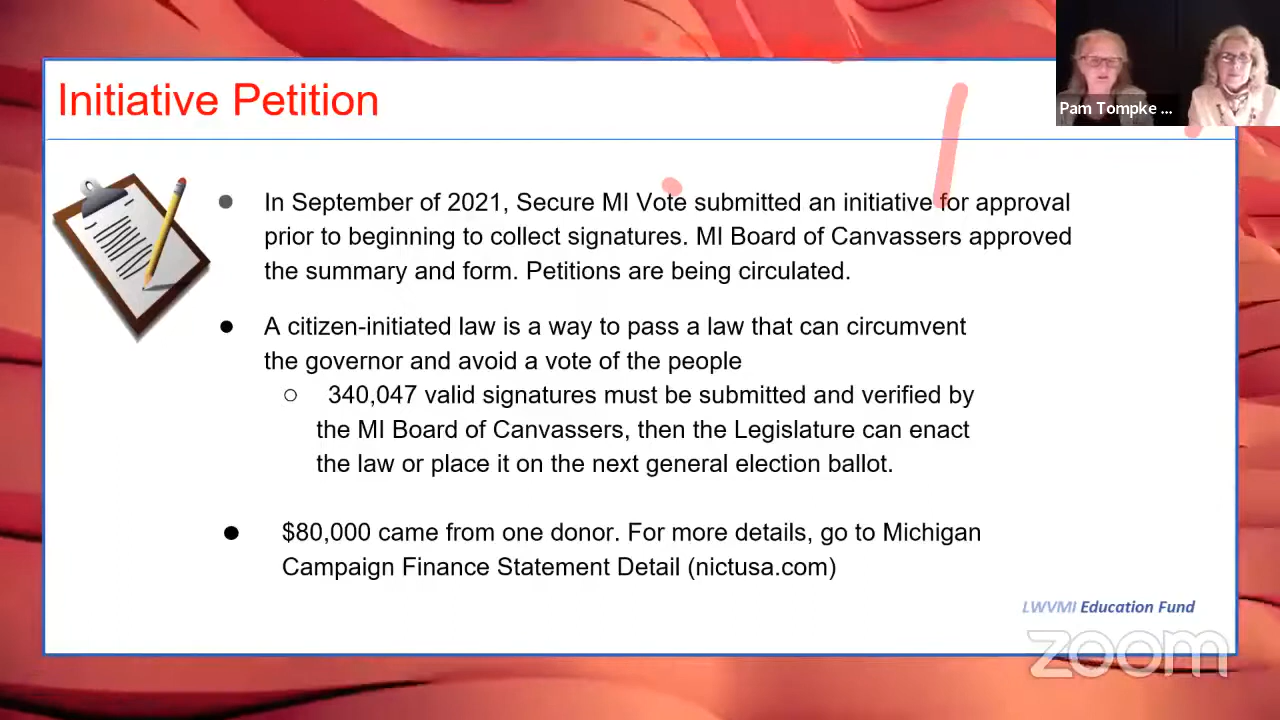 Initiative Petition
Pam Tompke ...
In September of 2021, Secure MI Vote submitted an initiative for approval
prior to beginning to collect signatures. MI Board of Canvassers approved
the summary and form. Petitions are being circulated.
A citizen-initiated law is a way to pass a law that can circumvent
the governor and avoid a vote of the people
340,047 valid signatures must be submitted and verified by
the MI Board of Canvassers, then the Legislature can enact
the law or place it on the next general election ballot.
$80,000 came from one donor. For more details, go to Michigan
Campaign Finance Statement Detail (nictusa.com)
LWVMI Education Fund
zoom